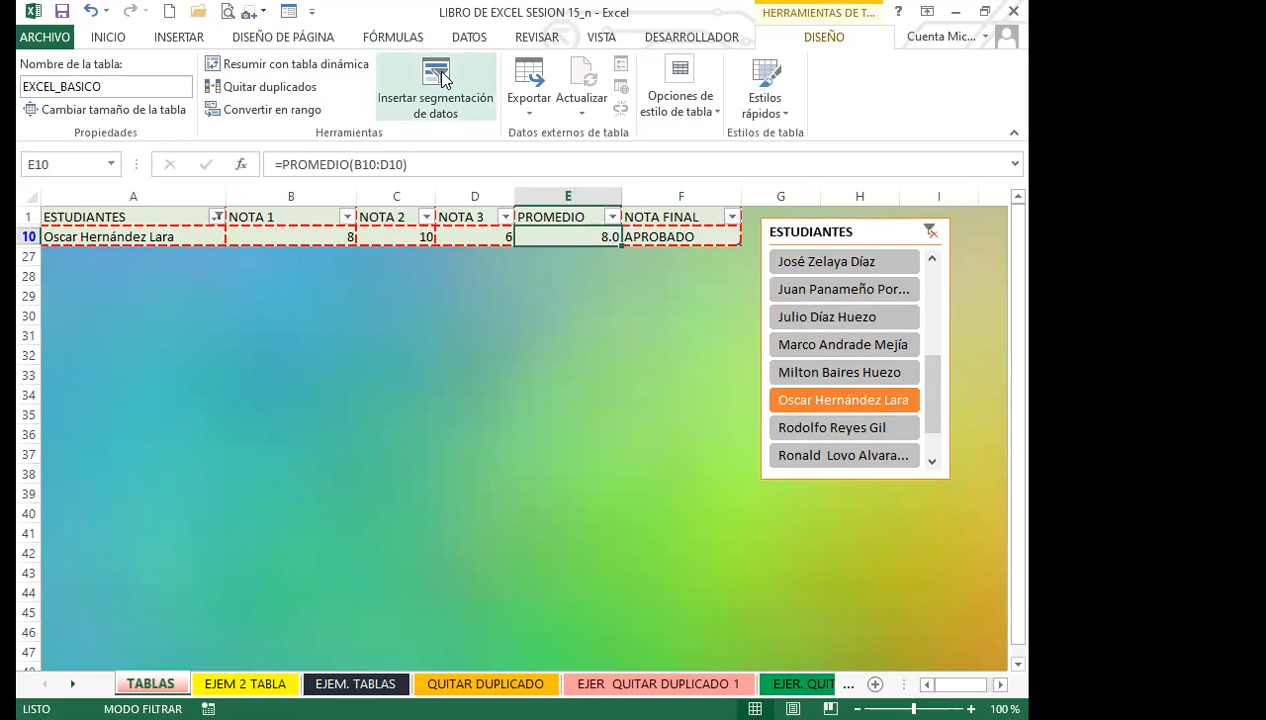 LIBRO DE EXCEL SESION 15_n - Excel
HERRAMIENTAS DE T...
?
ARCHIVO INICIO INSERTAR DISEÑO DE PÁGINA FÓRMULAS DATOS REVISAR VISTA DESARROLLADOR DISEÑO Cuenta Mic...
Nombre de la tabla:
EXCEL_BASICO
Cambiar tamaño de la tabla
Propiedades
Resumir con tabla dinámica
Quitar duplicados
Convertir en rango
Insertar segmentación
de datos
Herramientas
Exportar Actualizar
Datos externos de tabla
Opciones de
estilo de tabla
Estilos
rápidos
Estilos de tabla
E10 fx =PROMEDIO(B10:D10)
A B C D E F G H I
1 ESTUDIANTES NOTA 1 NOTA 2 NOTA 3 PROMEDIO NOTA FINAL
10 Oscar Hernández Lara 8 10 6 8.0 APROBADO
27
28
29
30
31
32
33
34
35
36
37
38
39
40
41
42
43
44
45
46
47
ESTUDIANTES
José Zelaya Díaz
Juan Panameño Por...
Julio Díaz Huezo
Marco Andrade Mejía
Milton Baires Huezo
Oscar Hernández Lara
Rodolfo Reyes Gil
Ronald Lovo Alvara...
TABLAS EJEM 2 TABLA EJEM. TABLAS QUITAR DUPLICADO EJER QUITAR DUPLICADO 1 EJER. QUIT ...
LISTO MODO FILTRAR 100 %